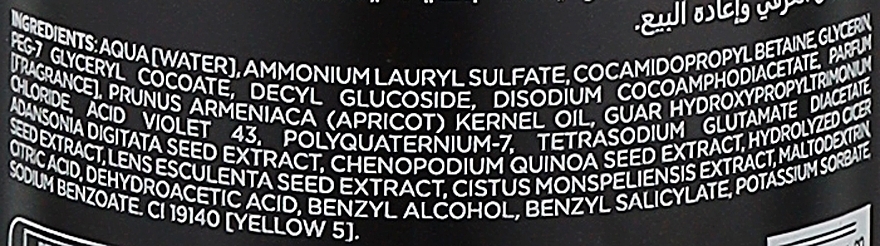 وإعادة البيع.
INGREDIENTS: AQUA [WATER], AMMONIUM LAURYL SULFATE, COCAMIDOPROPYL BETAINE, GLYCERIN,
PEG-7 GLYCERYL COCOATE, DECYL GLUCOSIDE, DISODIUM COCOAMPHODIACETATE, PARFUM
[FRAGRANCE], PRUNUS ARMENIACA (APRICOT) KERNEL OIL, GUAR HYDROXYPROPYLTRIMONIUM
CHLORIDE, ACID VIOLET 43, POLYQUATERNIUM-7, TETRASODIUM GLUTAMATE DIACETATE,
ADANSONIA DIGITATA SEED EXTRACT, CHENOPODIUM QUINOA SEED EXTRACT, HYDROLYZED CICER
SEED EXTRACT, LENS ESCULENTA SEED EXTRACT, CISTUS MONSPELIENSIS EXTRACT, MALTODEXTRIN,
CITRIC ACID, DEHYDROACETIC ACID, BENZYL ALCOHOL, BENZYL SALICYLATE, POTASSIUM SORBATE,
SODIUM BENZOATE. CI 19140 [YELLOW 5].